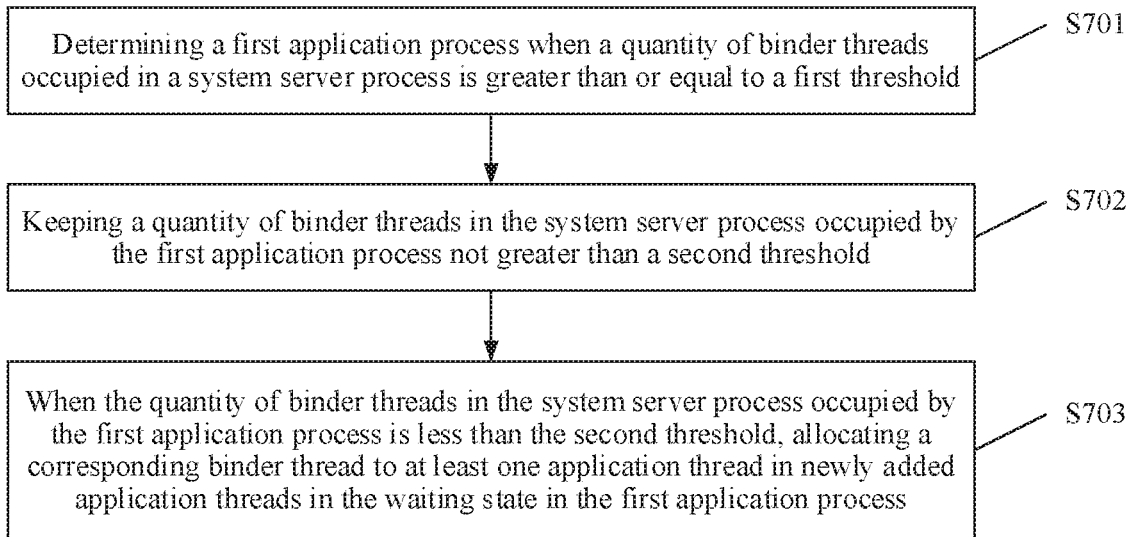 Determining a first application process when a quantity of binder threads
occupied in a system server process is greater than or equal to a first threshold
S701
Keeping a quantity of binder threads in the system server process occupied by
the first application process not greater than a second threshold
S702
When the quantity of binder threads in the system server process occupied by
the first application process is less than the second threshold, allocating a
corresponding binder thread to at least one application thread in newly added
application threads in the waiting state in the first application process
S703